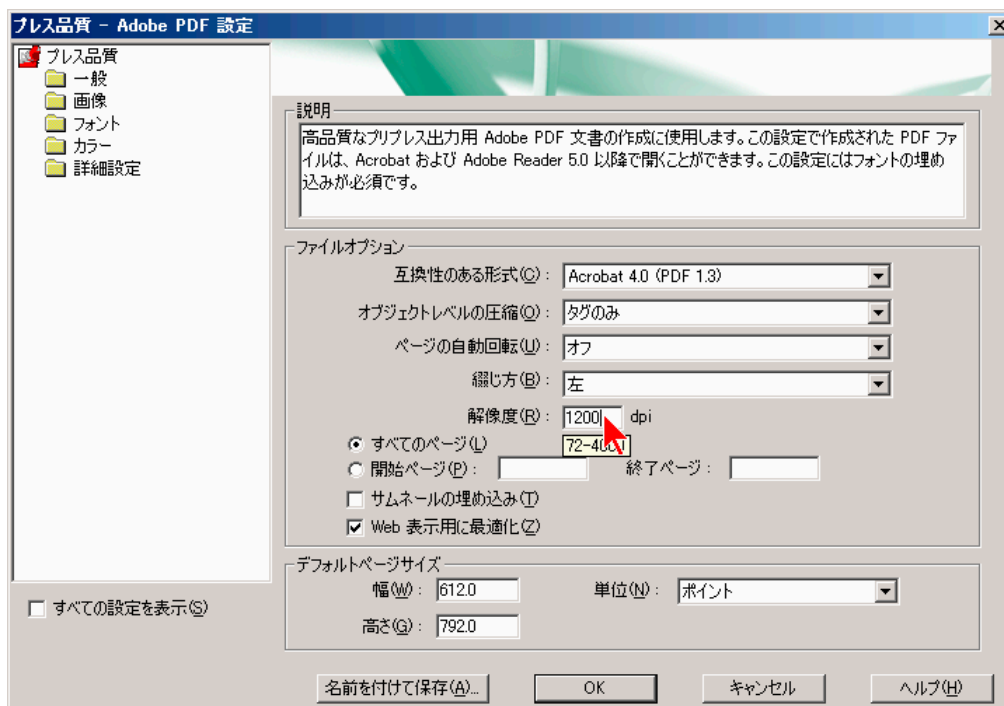 プレス品質 - Adobe PDF 設定
プレス品質
一般
画像
フォント
カラー
詳細設定
すべての設定を表示(S)
説明
高品質なプリプレス出力用 Adobe PDF 文書の作成に使用します。この設定で作成された PDF ファ
イルは、Acrobat および Adobe Reader 5.0 以降で開くことができます。この設定にはフォントの埋め
込みが必須です。
ファイルオプション
互換性のある形式(C): Acrobat 4.0 (PDF 1.3)
オブジェクトレベルの圧縮(O): タグのみ
ページの自動回転(U): オフ
綴じ方(B): 左
解像度(R): 1200 dpi
すべてのページ(L)
開始ページ(P): 終了ページ:
サムネールの埋め込み(T)
Web 表示用に最適化(Z)
デフォルトページサイズ
幅(W): 612.0 単位(N): ポイント
高さ(G): 792.0
名前を付けて保存(A)... OK キャンセル ヘルプ(H)